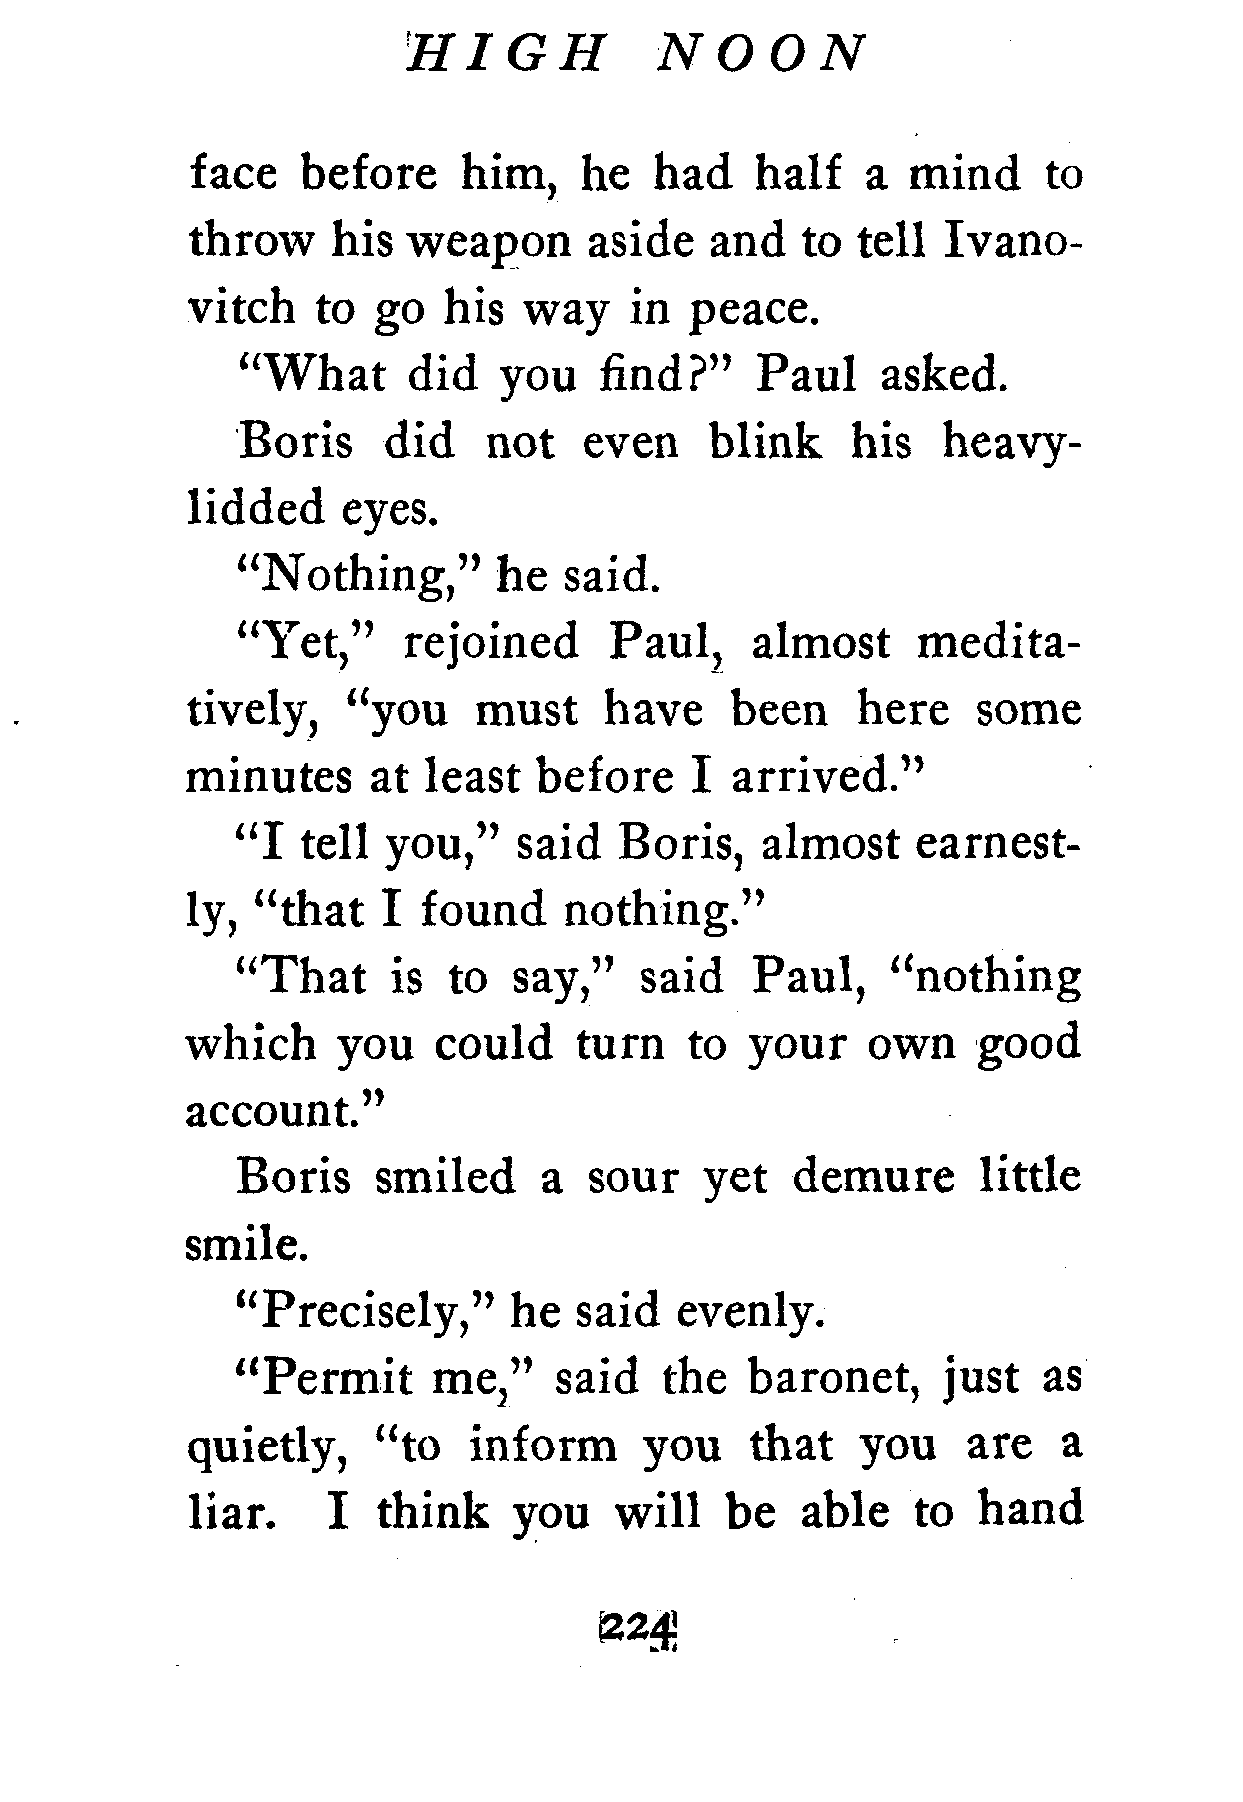 HIGH NOON
face before him, he had half a mind to
throw his weapon aside and to tell Ivano-
vitch to go his way in peace.
“What did you find?” Paul asked.
Boris did not even blink his heavy-
lidded eyes.
“Nothing,” he said.
“Yet,” rejoined Paul, almost medita-
tively, “you must have been here some
minutes at least before I arrived.”
“I tell you,” said Boris, almost earnest-
ly, “that I found nothing.”
“That is to say,” said Paul, “nothing
which you could turn to your own good
account.”
Boris smiled a sour yet demure little
smile.
“Precisely,” he said evenly.
“Permit me,” said the baronet, just as
quietly, “to inform you that you are a
liar. I think you will be able to hand
[224]